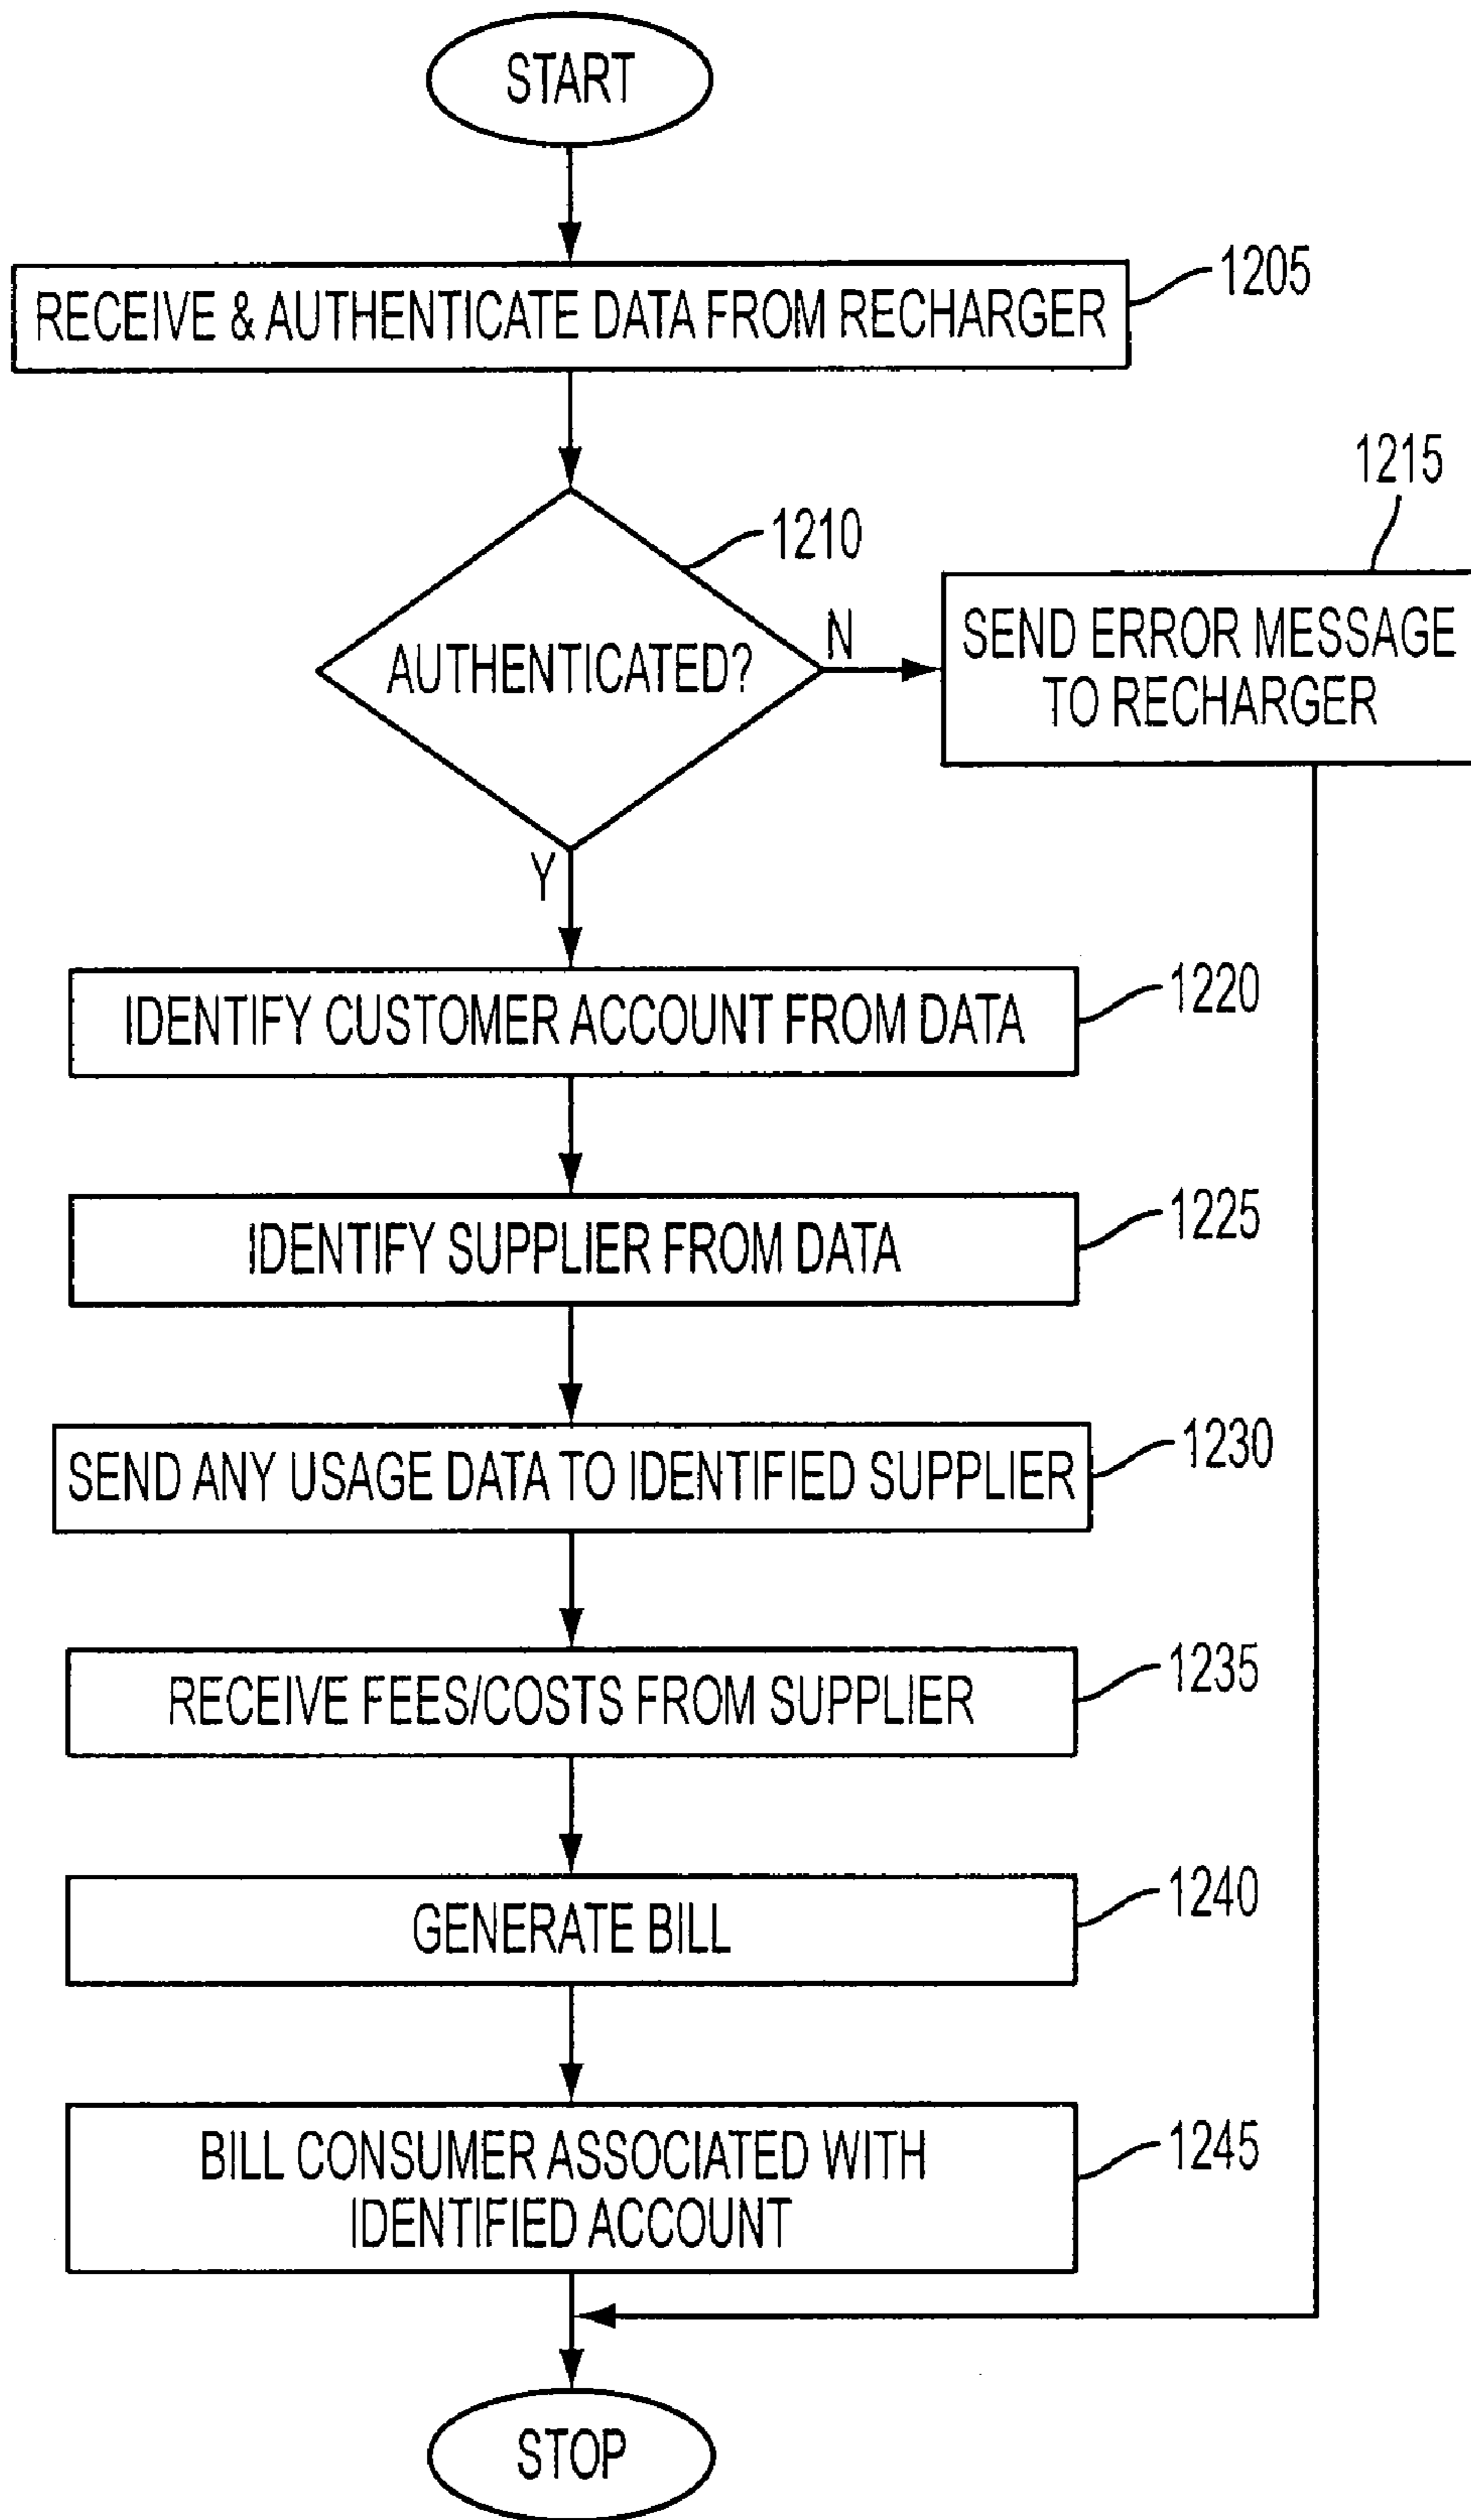 START
RECEIVE & AUTHENTICATE DATA FROM RECHARGER
1205
1210
1215
AUTHENTICATED?
N
SEND ERROR MESSAGE
TO RECHARGER
Y
IDENTIFY CUSTOMER ACCOUNT FROM DATA
1220
IDENTIFY SUPPLIER FROM DATA
1225
SEND ANY USAGE DATA TO IDENTIFIED SUPPLIER
1230
RECEIVE FEES/COSTS FROM SUPPLIER
1235
GENERATE BILL
1240
BILL CONSUMER ASSOCIATED WITH
IDENTIFIED ACCOUNT
1245
STOP